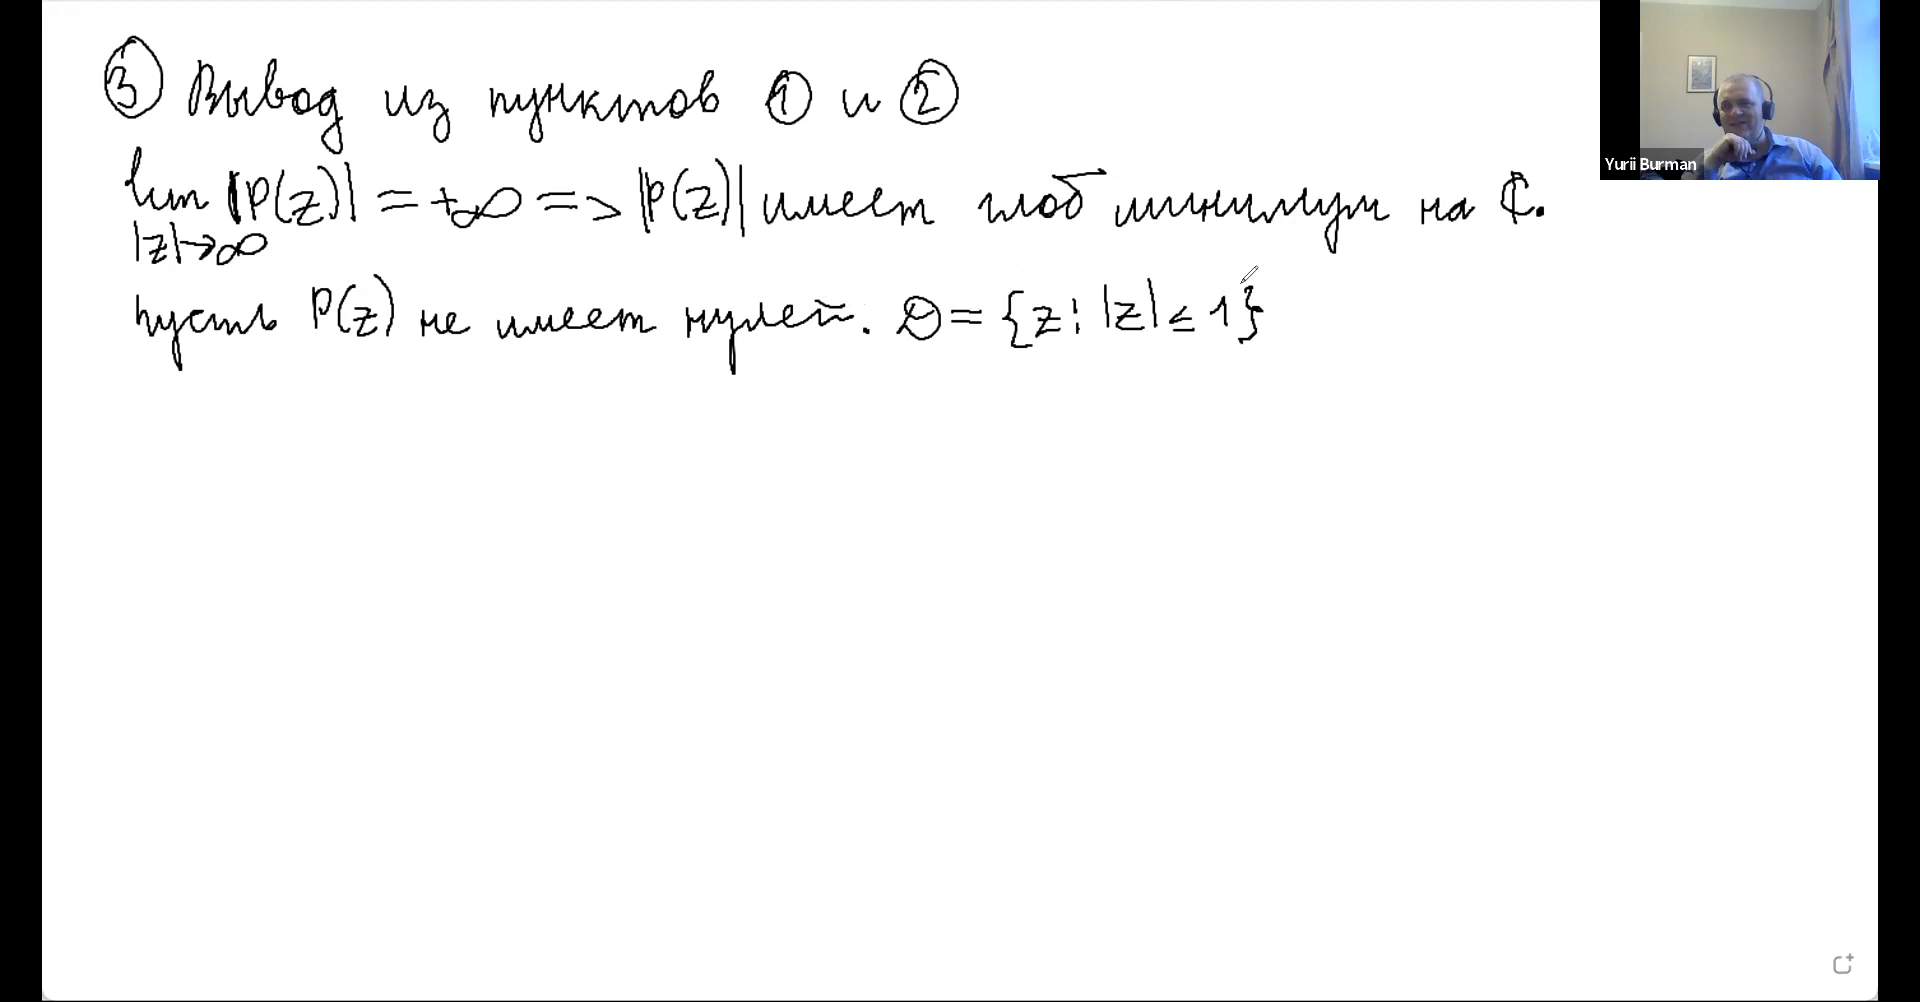 ③ Вывод из пунктов ① и ②
lim |P(z)| = +∞ => |P(z)| имеет глоб минимум на ℂ.
|z|→∞
пусть P(z) не имеет нулей. D = {z: |z| ≤ 1}
Yurii Burman